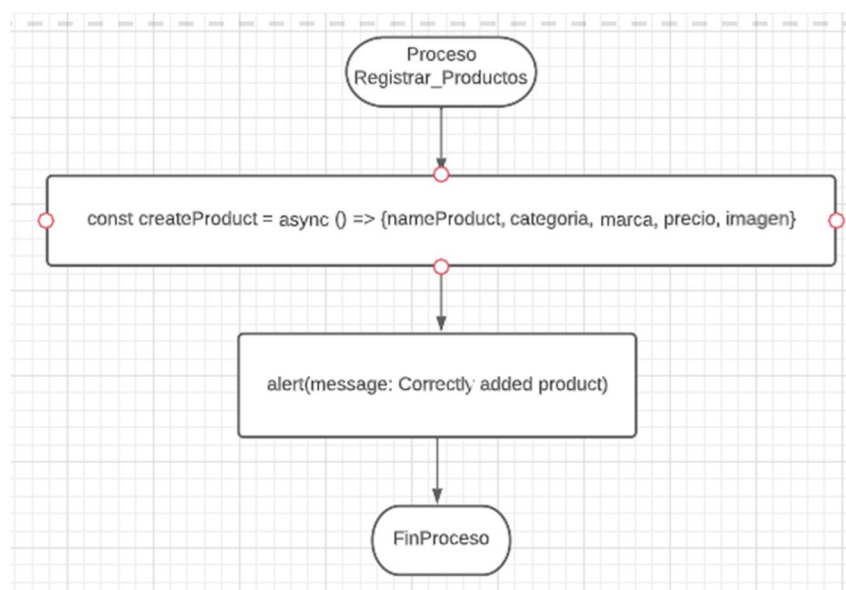 Proceso
Registrar_Productos
const createProduct = async () => {nameProduct, categoria, marca, precio, imagen}
alert(message: Correctly added product)
FinProceso